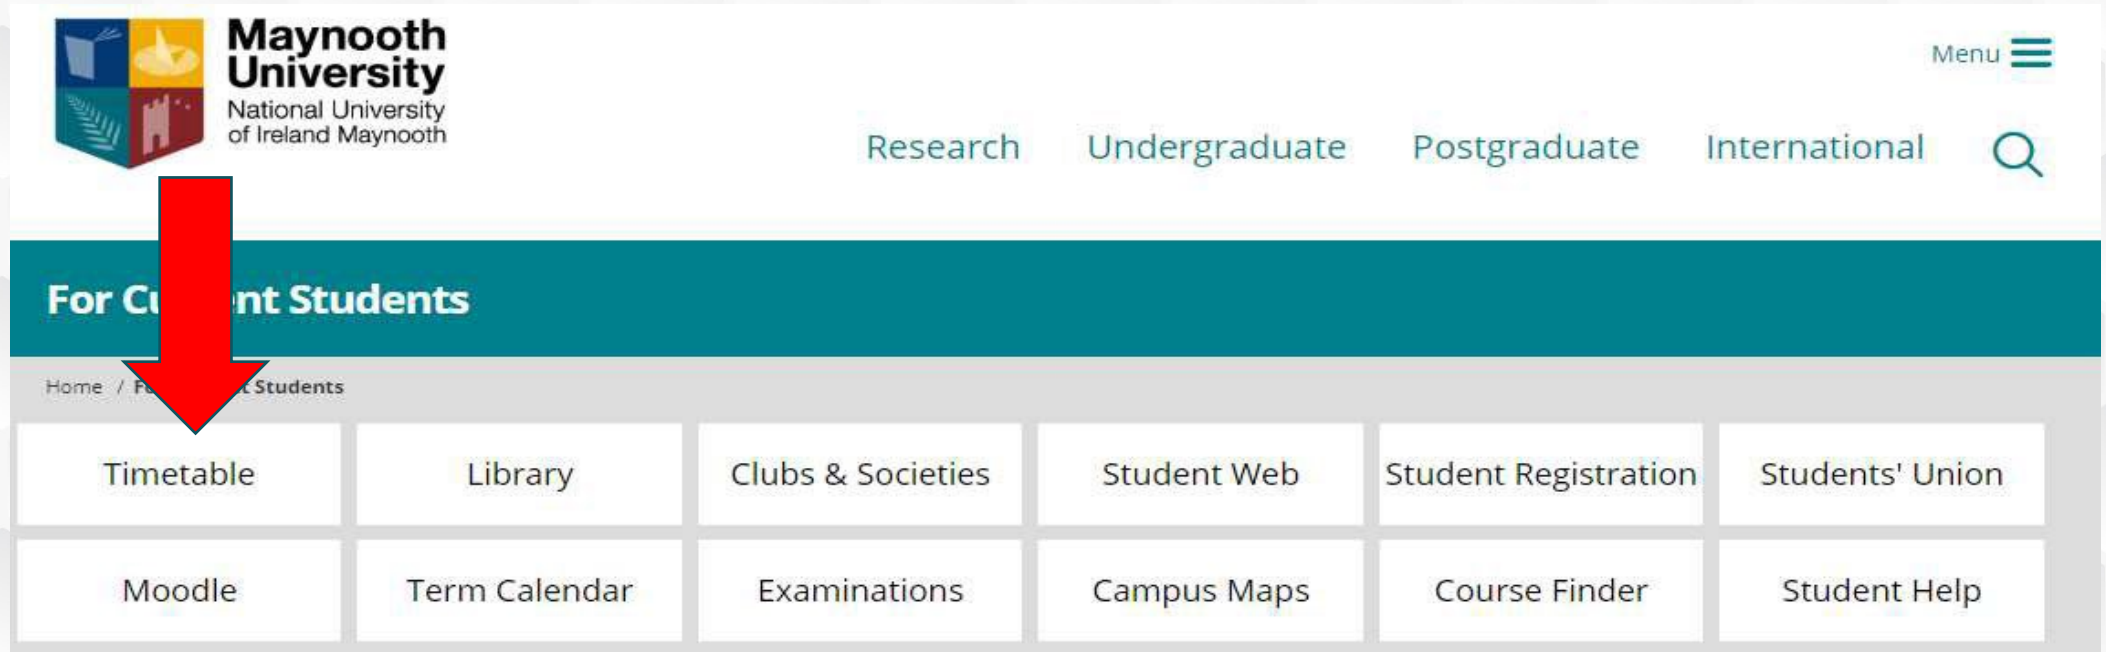 Maynooth
University
National University
of Ireland Maynooth
Menu
Research Undergraduate Postgraduate International
For nt Students
Home / Students
Timetable Library Clubs & Societies Student Web Student Registration Students' Union
Moodle Term Calendar Examinations Campus Maps Course Finder Student Help